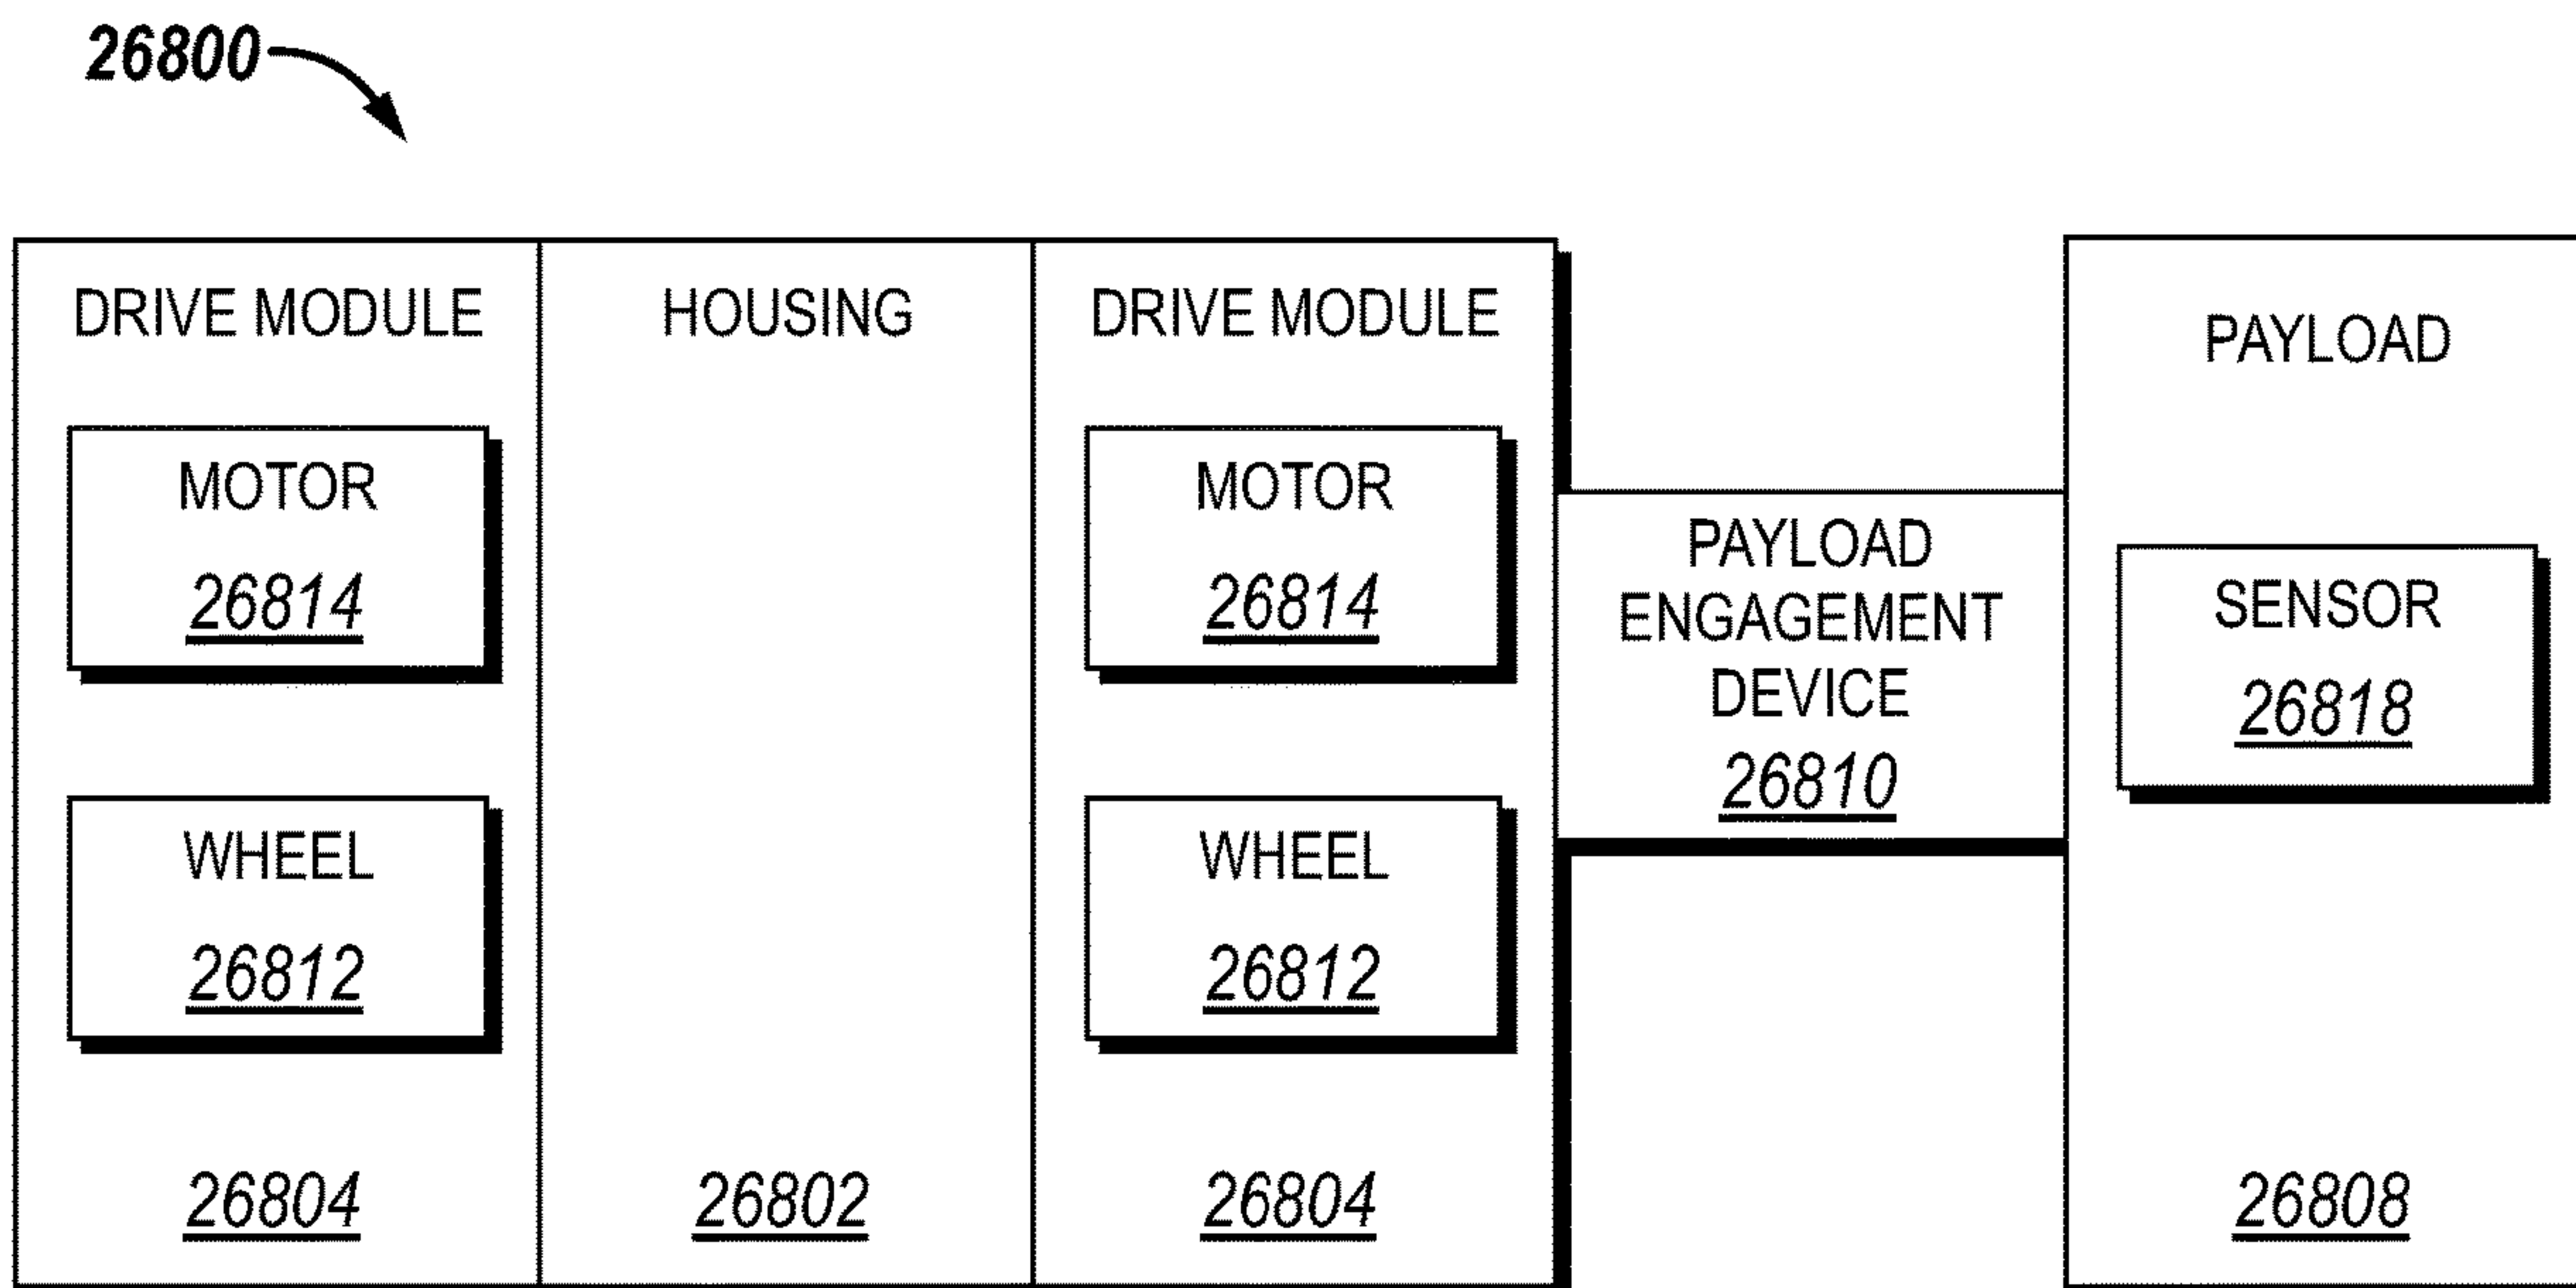 26800
DRIVE MODULE
MOTOR
26814
WHEEL
26812
26804
HOUSING
26802
DRIVE MODULE
MOTOR
26814
WHEEL
26812
26804
PAYLOAD
ENGAGEMENT
DEVICE
26810
PAYLOAD
SENSOR
26818
26808